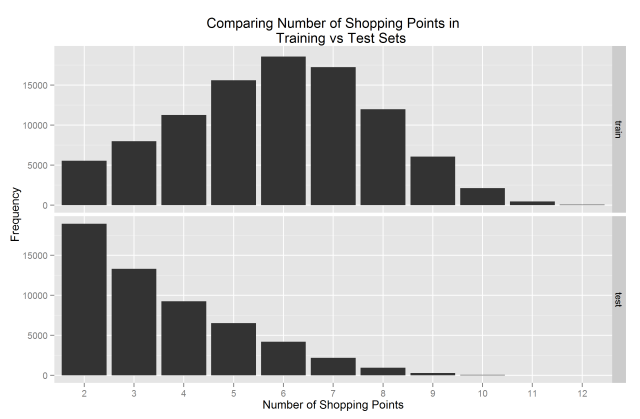 Comparing Number of Shopping Points in
Training vs Test Sets
Frequency
15000
10000
5000
0
train
15000
10000
5000
0
test
2 3 4 5 6 7 8 9 10 11 12
Number of Shopping Points